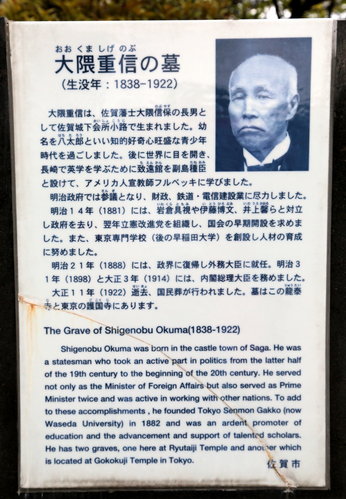 おお くま しげ のぶ
大隈重信の墓
(生没年:1838-1922)
大隈重信は、佐賀藩士大隈信保の長男と
して佐賀城下会所小路で生まれました。幼
名を八太郎といい知的好奇心旺盛な青少年
時代を過ごしました。後に世界に目を開き、
長崎で英学を学ぶために致遠館を副島種臣
と設けて、アメリカ人宣教師フルベッキに学びました。
明治政府では参議となり、財政、鉄道・電信建設業に尽力しました。
明治14年(1881)には、岩倉具視や伊藤博文、井上馨らと対立
し政府を去り、翌年立憲改進党を組織し、国会の早期開設を求めま
した。また、東京専門学校(後の早稲田大学)を創設し人材の育成
に努めました。
明治21年(1888)には、政界に復帰し外務大臣に就任。明治3
1年(1898)と大正3年(1914)には、内閣総理大臣を務めました。
大正11年(1922)逝去、国民葬が行われました。墓はこの龍泰
寺と東京の護国寺にあります。
The Grave of Shigenobu Okuma(1838-1922)
Shigenobu Okuma was born in the castle town of Saga. He was
a statesman who took an active part in politics from the latter half
of the 19th century to the beginning of the 20th century. He served
not only as the Minister of Foreign Affairs but also served as Prime
Minister twice and was active in working with other nations. To add
to these accomplishments , he founded Tokyo Senmon Gakko (now
Waseda University) in 1882 and was an ardent promoter of
education and the advancement and support of talented scholars.
He has two graves, one here at Ryutaiji Temple and another which
is located at Gokokuji Temple in Tokyo.
佐賀市